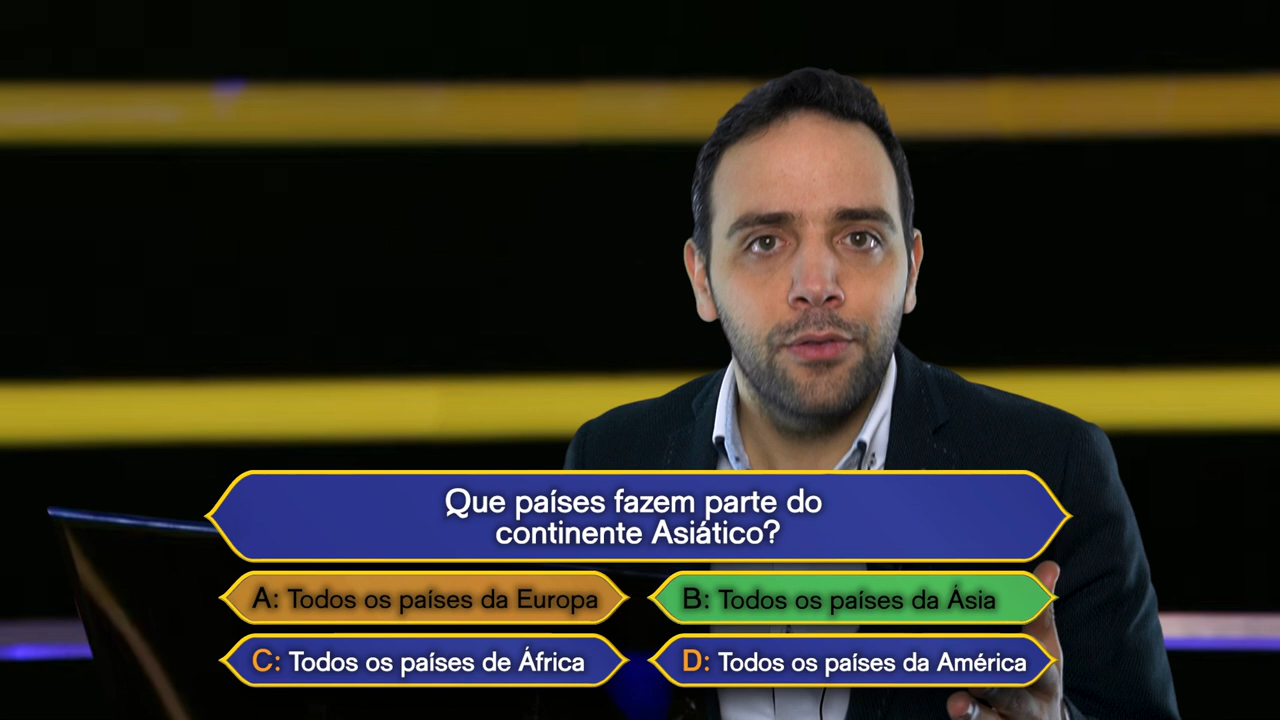 Que países fazem parte do
continente Asiático?
A: Todos os países da Europa
B: Todos os países da Ásia
C: Todos os países de África
D: Todos os países da América